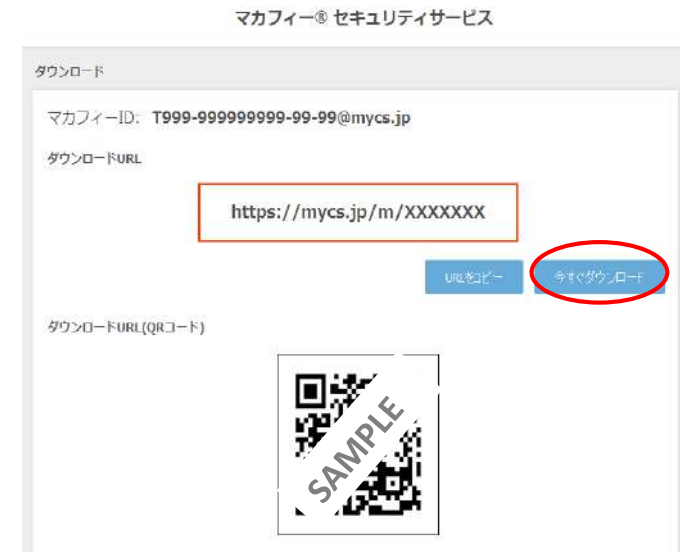 マカフィー® セキュリティサービス
ダウンロード
マカフィーID: T999-999999999-99-99@mycs.jp
ダウンロードURL
https://mycs.jp/m/XXXXXXX
URLをコピー 今すぐダウンロード
ダウンロードURL(QRコード)
SAMPLE